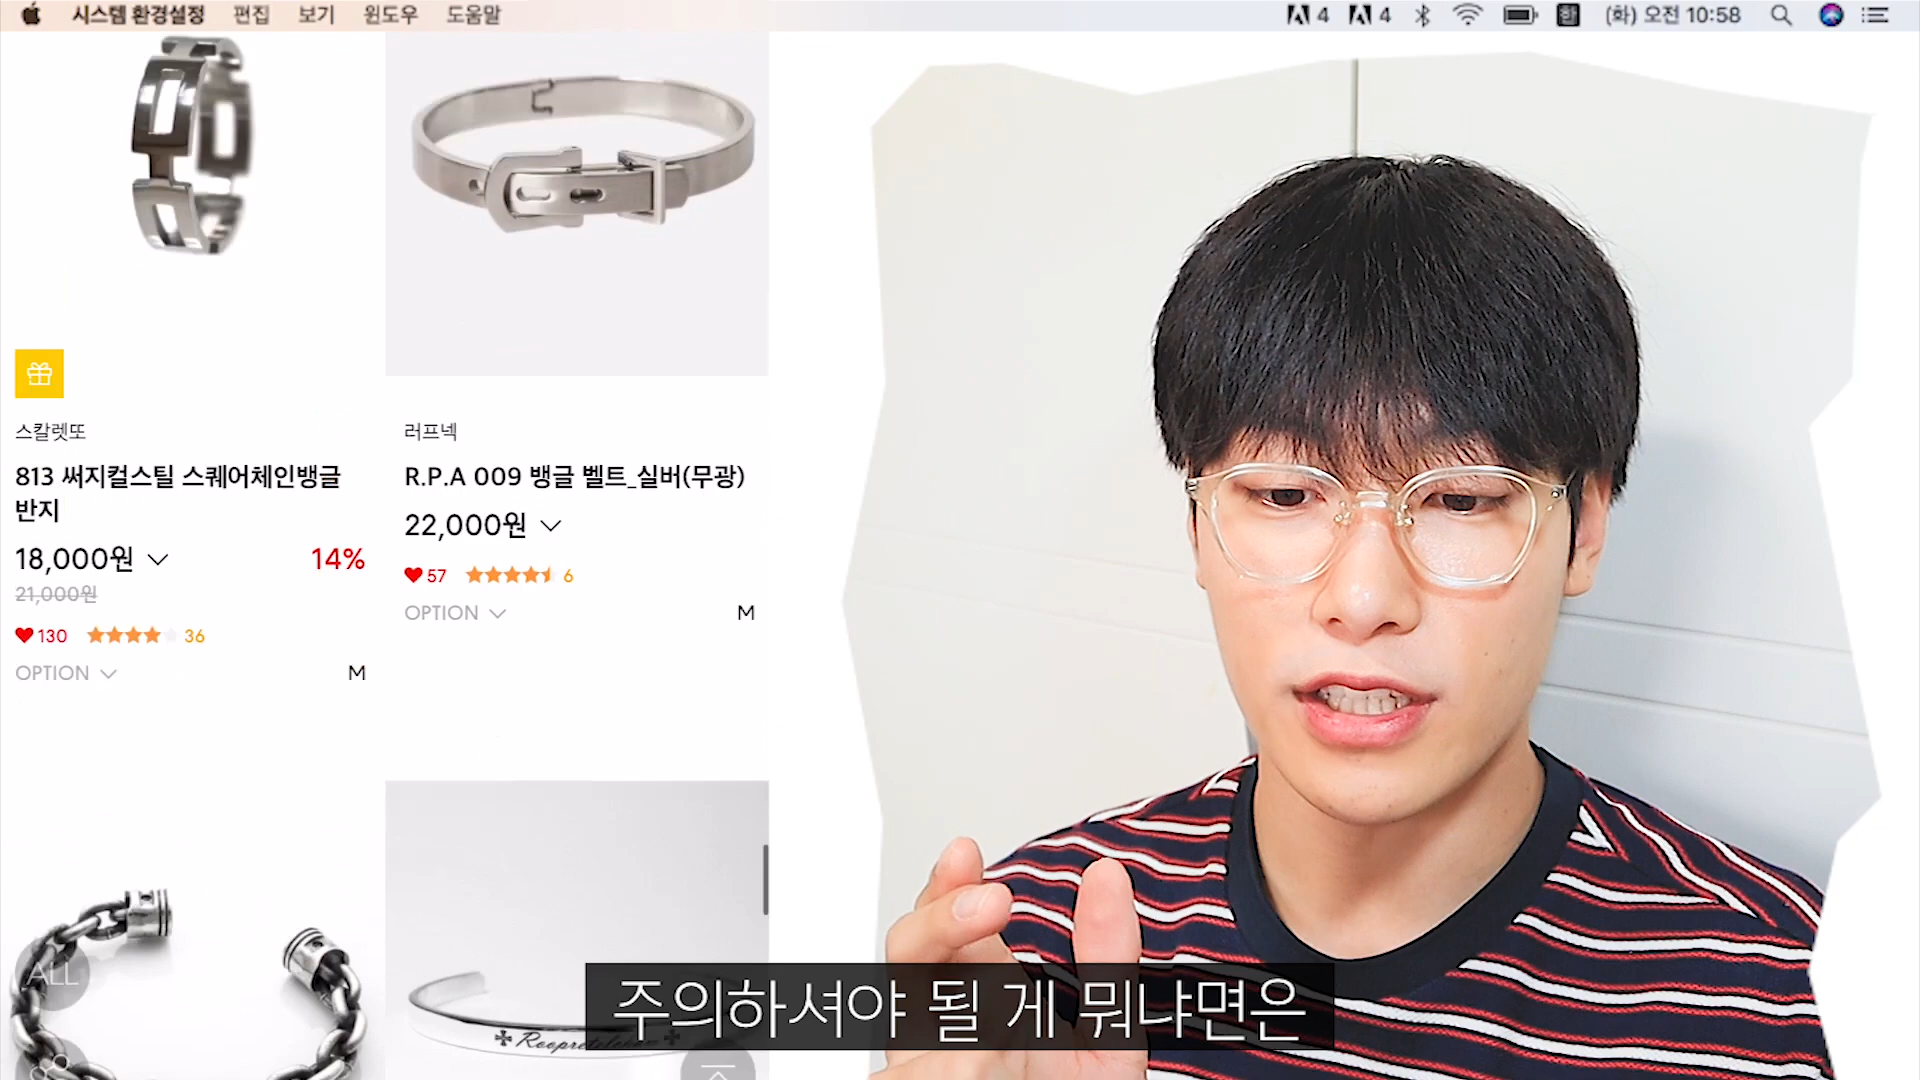 시스템 환경설정 편집 보기 윈도우 도움말 4 4 한 (화) 오전 10:58
스칼렛또
813 써지컬스틸 스퀘어체인뱅글
반지
18,000원 14%
21,000원
130 36
OPTION M
러프넥
R.P.A 009 뱅글 벨트_실버(무광)
22,000원
57 6
OPTION M
ALL
주의하셔야 될 게 뭐냐면은